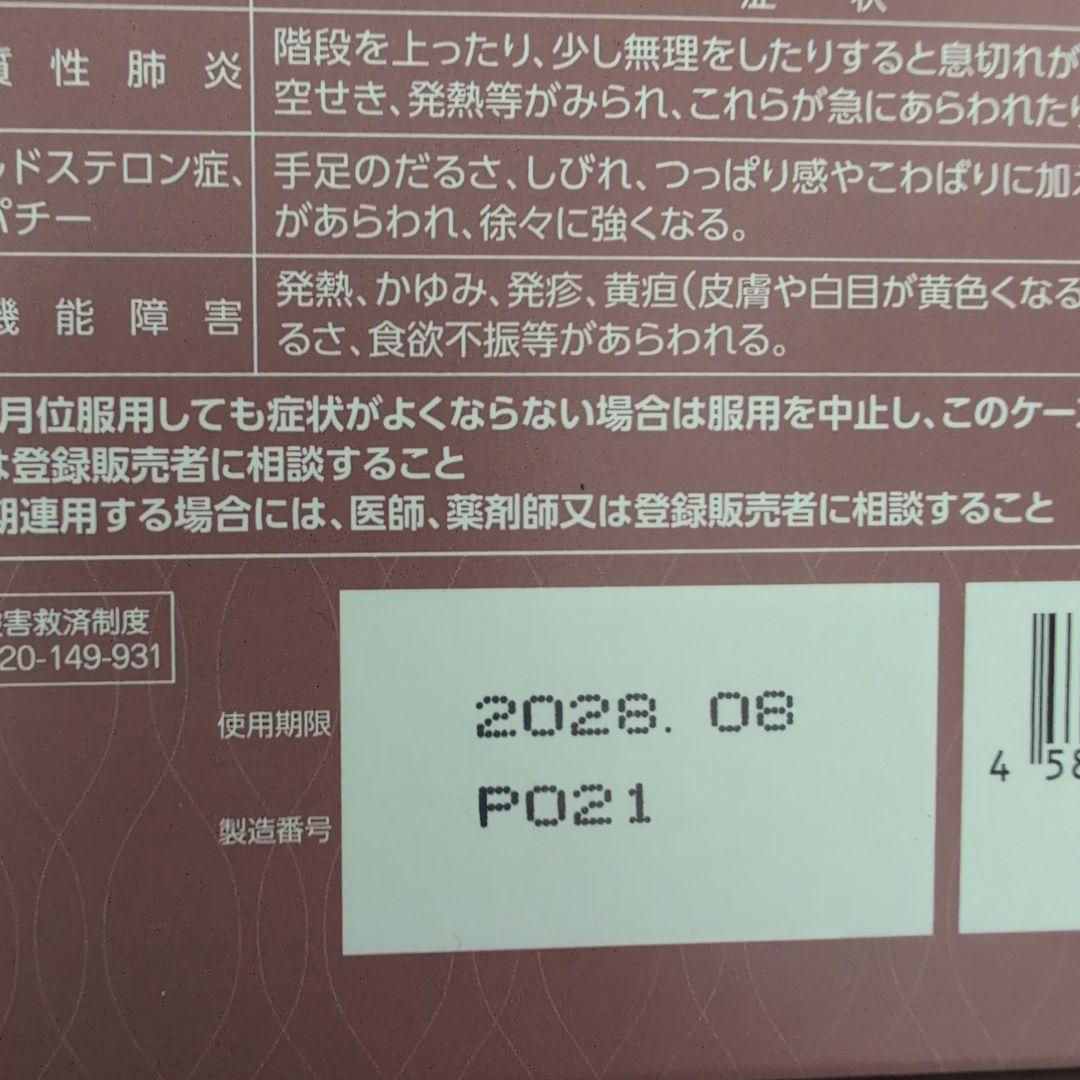 症状
質性肺炎
階段を上ったり、少し無理をしたりすると息切れが
空せき、発熱等がみられ、これらが急にあらわれたり
ドステロン症、
パチー
手足のだるさ、しびれ、つっぱり感やこわばりに加え
があらわれ、徐々に強くなる。
機能障害
発熱、かゆみ、発疹、黄疸(皮膚や白目が黄色くなる
るさ、食欲不振等があらわれる。
月位服用しても症状がよくならない場合は服用を中止し、このケー
は登録販売者に相談すること
期連用する場合には、医師、薬剤師又は登録販売者に相談すること
害救済制度
20-149-931
使用期限
2028.08
製造番号
P021
4 58